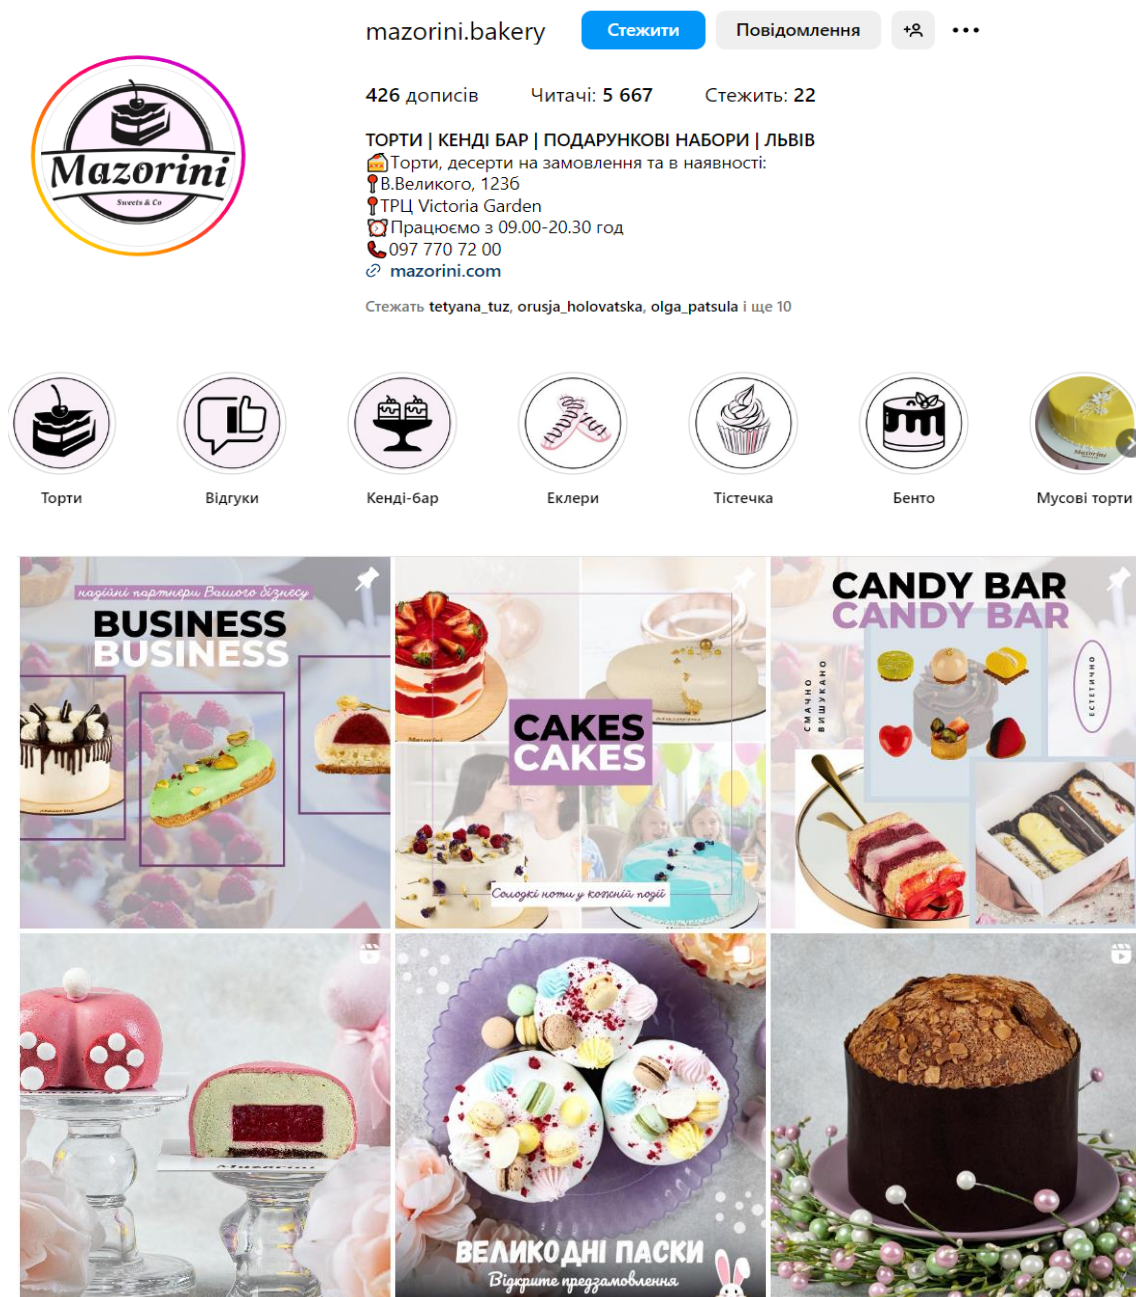 mazorini.bakery
Стежити
Повідомлення
426 дописів
Читачі: 5 667
Стежить: 22
ТОРТИ | КЕНДІ БАР | ПОДАРУНКОВІ НАБОРИ | ЛЬВІВ
Торти, десерти на замовлення та в наявності:
В.Великого, 123б
ТРЦ Victoria Garden
Працюємо з 09.00-20.30 год
097 770 72 00
mazorini.com
Стежать tetyana_tuz, orusja_holovatska, olga_patsula і ще 10
Mazorini
Sweets & Co
Торти
Відгуки
Кенді-бар
Еклери
Тістечка
Бенто
Мусові торти
надійні партнери Вашого бізнесу
BUSINESS
BUSINESS
CAKES
CAKES
Солодкі ноти у кожній події
CANDY BAR
CANDY BAR
СМАЧНО
ВИШУКАНО
ЕСТЕТИЧНО
Mazorini
ВЕЛИКОДНІ ПАСКИ
Відкрите предзамовлення